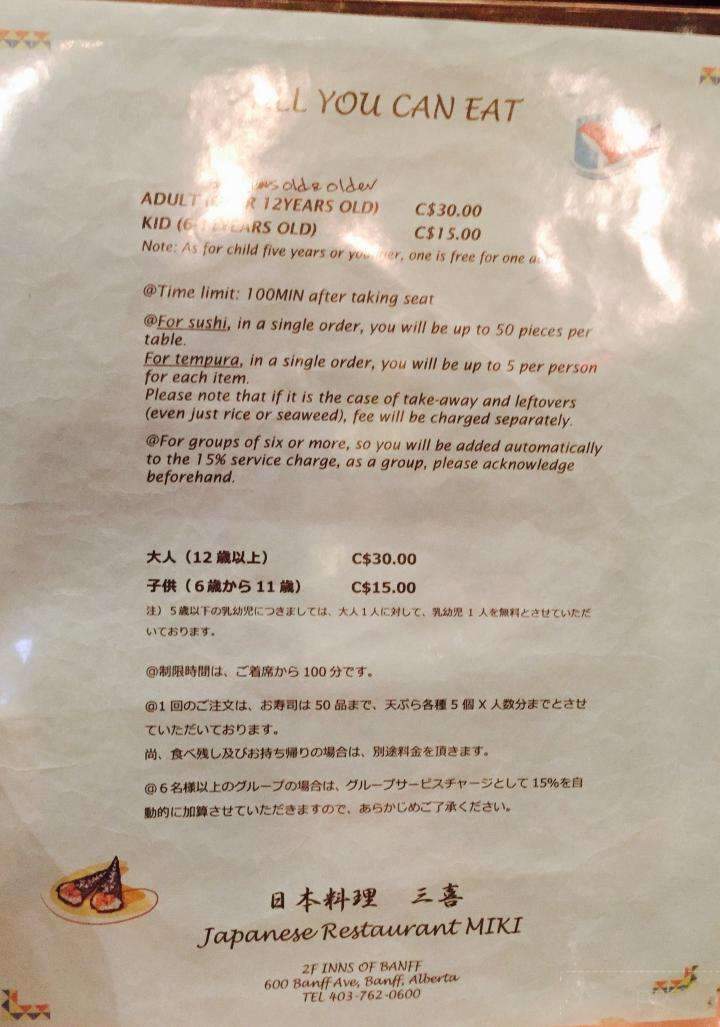 YOU CAN EAT
olde older
ADULT 12YEARS OLD) C$30.00
KID (6- YEARS OLD) C$15.00
Note: As for child five years or younger, one is free for one
@Time limit: 100MIN after taking seat
@For sushi, in a single order, you will be up to 50 pieces per
table.
For tempura, in a single order, you will be up to 5 per person
for each item.
Please note that if it is the case of take-away and leftovers
(even just rice or seaweed), fee will be charged separately.
@For groups of six or more, so you will be added automatically
to the 15% service charge, as a group, please acknowledge
beforehand.
大人（12 歳以上） C$30.00
子供（６歳から 11 歳） C$15.00
注）５歳以下の乳幼児につきましては、大人１人に対して、乳幼児 １ 人を無料とさせていただ
いております。
@制限時間は、ご着席から 100 分です。
@1 回のご注文は、お寿司は 50 品まで、天ぷら各種 5 個 X 人数分までとさせ
ていただいております。
尚、食べ残し及びお持ち帰りの場合は、別途料金を頂きます。
@６名様以上のグループの場合は、グループサービスチャージとして 15%を自
動的に加算させていただきますので、あらかじめご了承ください。
日本料理 三喜
Japanese Restaurant MIKI
2F INNS OF BANFF
600 Banff Ave, Banff, Alberta
TEL 403-762-0600